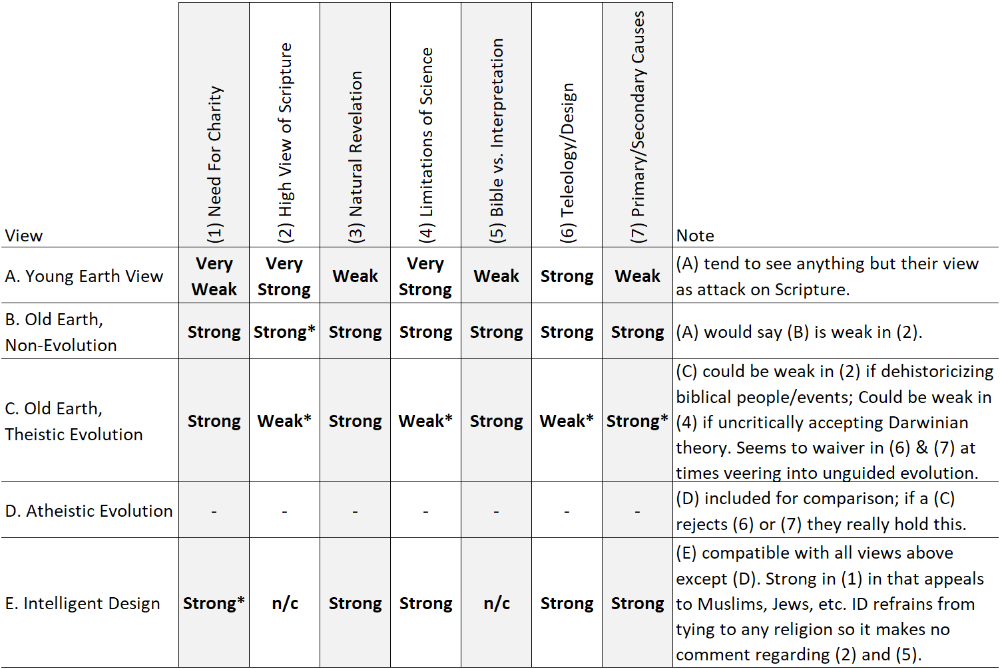 View
(1) Need For Charity
(2) High View of Scripture
(3) Natural Revelation
(4) Limitations of Science
(5) Bible vs. Interpretation
(6) Teleology/Design
(7) Primary/Secondary Causes
Note
A. Young Earth View
Very
Weak
Very
Strong
Weak
Very
Strong
Weak
Strong
Weak
(A) tend to see anything but their view
as attack on Scripture.
B. Old Earth,
Non-Evolution
Strong
Strong*
Strong
Strong
Strong
Strong
Strong
(A) would say (B) is weak in (2).
C. Old Earth,
Theistic Evolution
Strong
Weak*
Strong
Weak*
Strong
Weak*
Strong*
(C) could be weak in (2) if dehistoricizing
biblical people/events; Could be weak in
(4) if uncritically accepting Darwinian
theory. Seems to waiver in (6) & (7) at
times veering into unguided evolution.
D. Atheistic Evolution
-
-
-
-
-
-
-
(D) included for comparison; if a (C)
rejects (6) or (7) they really hold this.
E. Intelligent Design
Strong*
n/c
Strong
Strong
n/c
Strong
Strong
(E) compatible with all views above
except (D). Strong in (1) in that appeals
to Muslims, Jews, etc. ID refrains from
tying to any religion so it makes no
comment regarding (2) and (5).